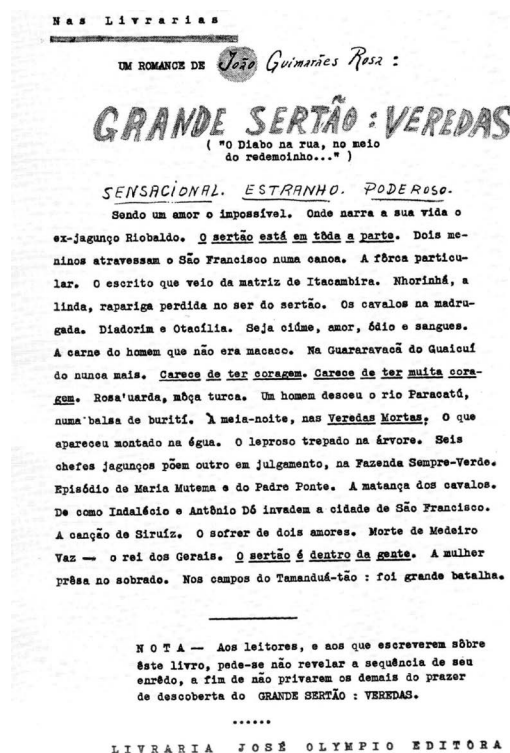 Nas Livrarias
UM ROMANCE DE João Guimarães Rosa :
GRANDE SERTÃO : VEREDAS
( "O Diabo na rua, no meio
do redemoinho..." )
SENSACIONAL. ESTRANHO. PODEROSO.
Sendo um amor o impossível. Onde narra a sua vida o
ex-jagunço Riobaldo. O sertão está em tôda a parte. Dois me-
ninos atravessam o São Francisco numa canoa. A fôrça particu-
lar. O escrito que veio da matriz de Itacambira. Nhorinhá, a
linda, rapariga perdida no ser do sertão. Os cavalos na madru-
gada. Diadorim e Otacília. Seja ciúme, amor, ódio e sangues.
A carne do homem que não era macaco. Na Guararavacã do Guaicuí
do nunca mais. Carece de ter coragem. Carece de ter muita cora-
gem. Rosa'uarda, môça turca. Um homem desceu o rio Paracatú,
numa balsa de burití. À meia-noite, nas Veredas Mortas. O que
apareceu montado na égua. O leproso trepado na árvore. Seis
chefes jagunços põem outro em julgamento, na Fazenda Sempre-Verde.
Episódio de Maria Mutema e do Padre Ponte. A matança dos cavalos.
De como Indalécio e Antônio Dó invadem a cidade de São Francisco.
A canção de Siruíz. O sofrer de dois amores. Morte de Medeiro
Vaz — o rei dos Gerais. O sertão é dentro da gente. A mulher
prêsa no sobrado. Nos campos do Tamanduá-tão : foi grande batalha.
N O T A — Aos leitores, e aos que escreverem sôbre
êste livro, pede-se não revelar a sequência de seu
enrêdo, a fim de não privarem os demais do prazer
de descoberta do GRANDE SERTÃO : VEREDAS.
......
LIVRARIA JOSÉ OLYMPIO EDITÔRA